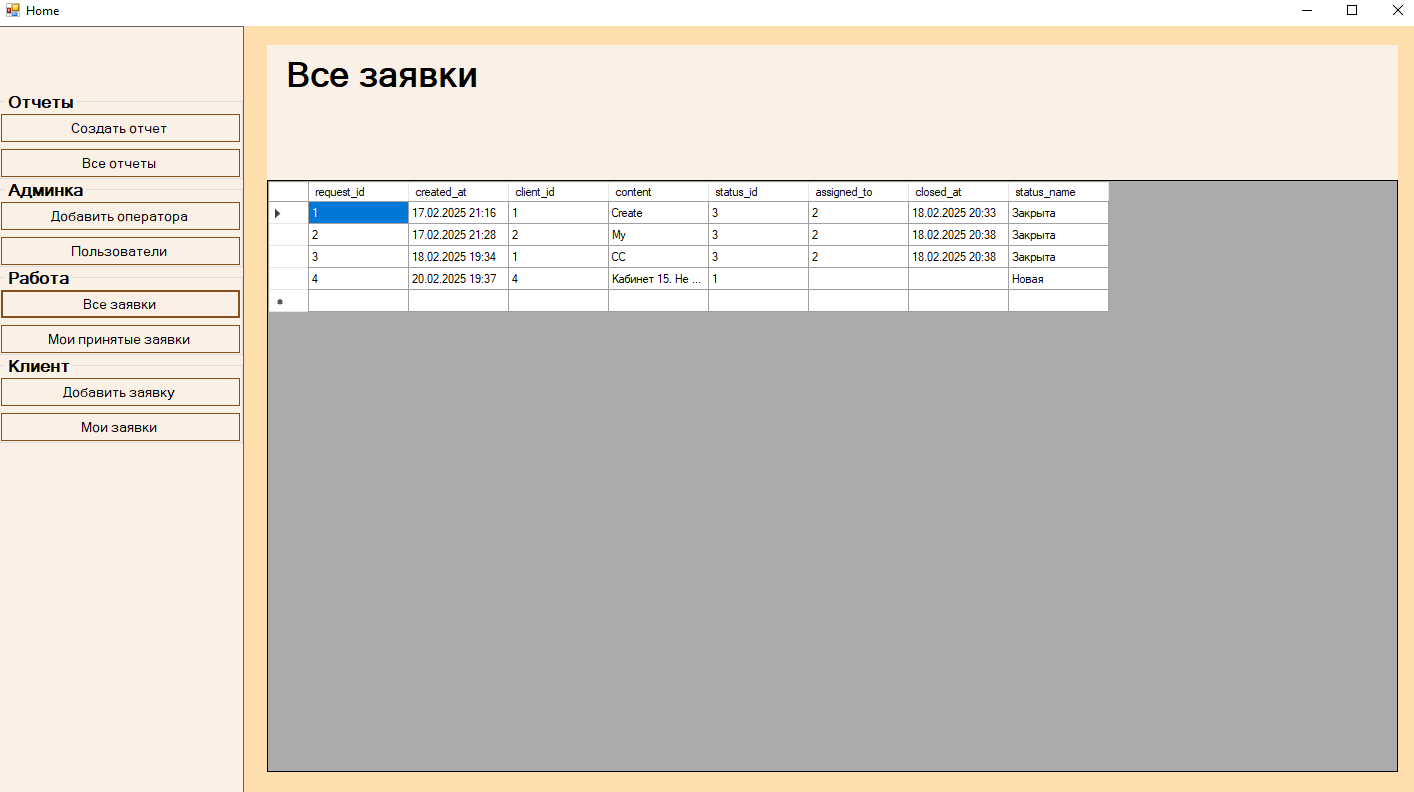 Home
Отчеты
Создать отчет
Все отчеты
Админка
Добавить оператора
Пользователи
Работа
Все заявки
Мои принятые заявки
Клиент
Добавить заявку
Мои заявки
Все заявки
request_id created_at client_id content status_id assigned_to closed_at status_name
1 17.02.2025 21:16 1 Create 3 2 18.02.2025 20:33 Закрыта
2 17.02.2025 21:28 2 My 3 2 18.02.2025 20:38 Закрыта
3 18.02.2025 19:34 1 CC 3 2 18.02.2025 20:38 Закрыта
4 20.02.2025 19:37 4 Кабинет 15. Не ... 1 Новая